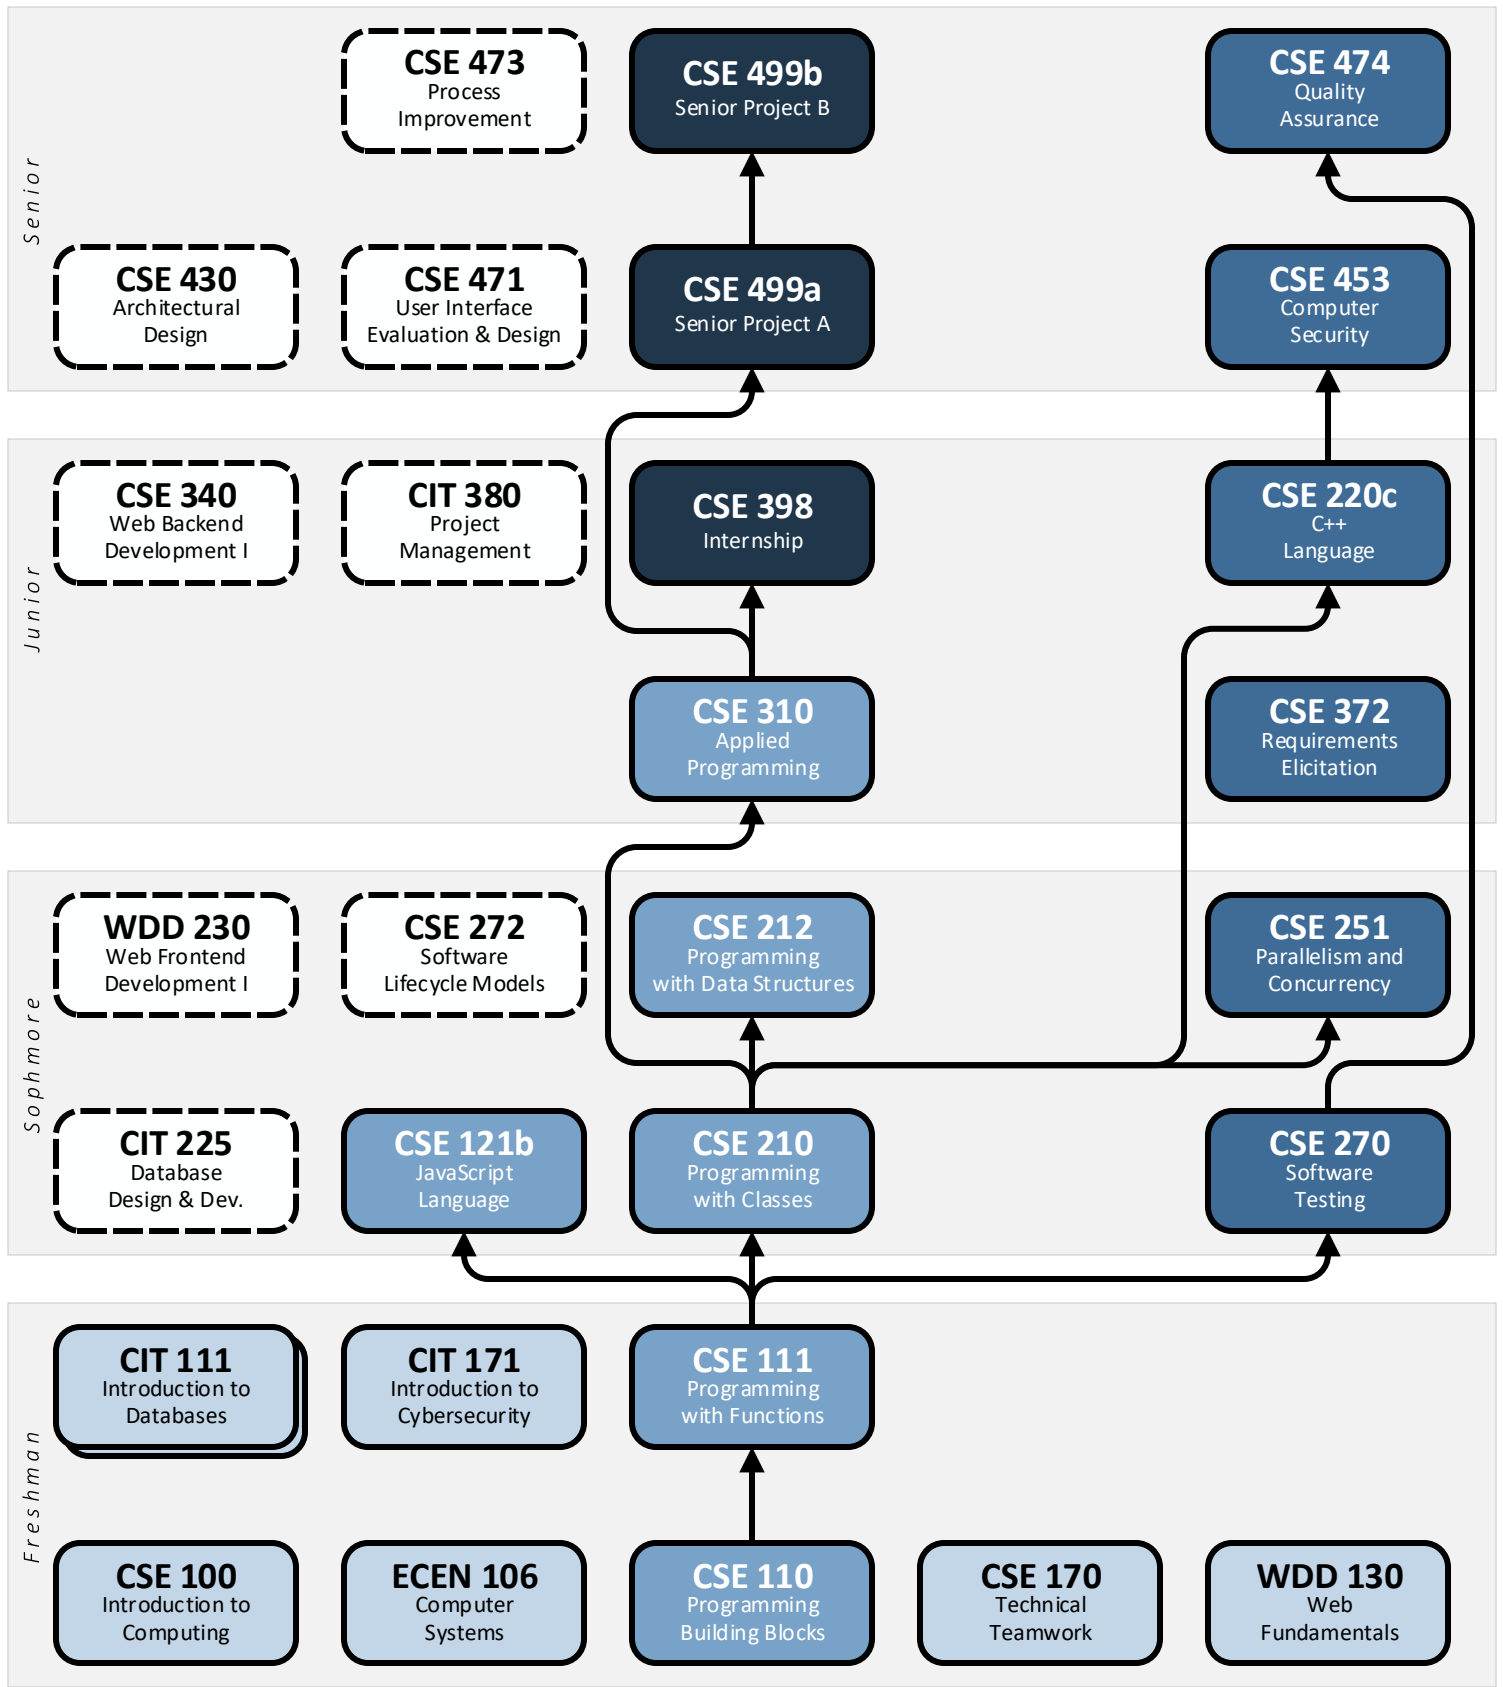 Senior
CSE 473
Process
Improvement
CSE 499b
Senior Project B
CSE 474
Quality
Assurance
CSE 430
Architectural
Design
CSE 471
User Interface
Evaluation & Design
CSE 499a
Senior Project A
CSE 453
Computer
Security
Junior
CSE 340
Web Backend
Development I
CIT 380
Project
Management
CSE 398
Internship
CSE 220c
C++
Language
CSE 310
Applied
Programming
CSE 372
Requirements
Elicitation
Sophmore
WDD 230
Web Frontend
Development I
CSE 272
Software
Lifecycle Models
CSE 212
Programming
with Data Structures
CSE 251
Parallelism and
Concurrency
CIT 225
Database
Design & Dev.
CSE 121b
JavaScript
Language
CSE 210
Programming
with Classes
CSE 270
Software
Testing
Freshman
CIT 111
Introduction to
Databases
CIT 171
Introduction to
Cybersecurity
CSE 111
Programming
with Functions
CSE 100
Introduction to
Computing
ECEN 106
Computer
Systems
CSE 110
Programming
Building Blocks
CSE 170
Technical
Teamwork
WDD 130
Web
Fundamentals